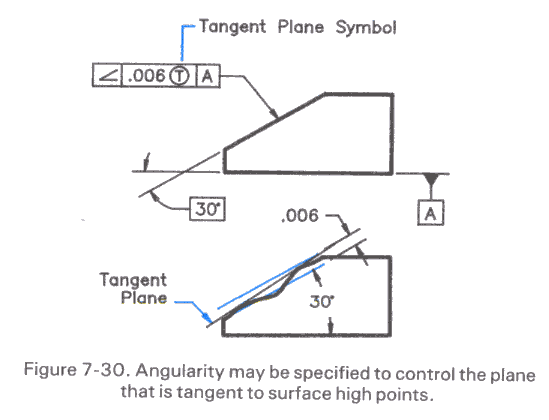 Tangent Plane Symbol
∠ .006 Ⓣ A
30°
A
.006
Tangent
Plane
30°
Figure 7-30. Angularity may be specified to control the plane
that is tangent to surface high points.